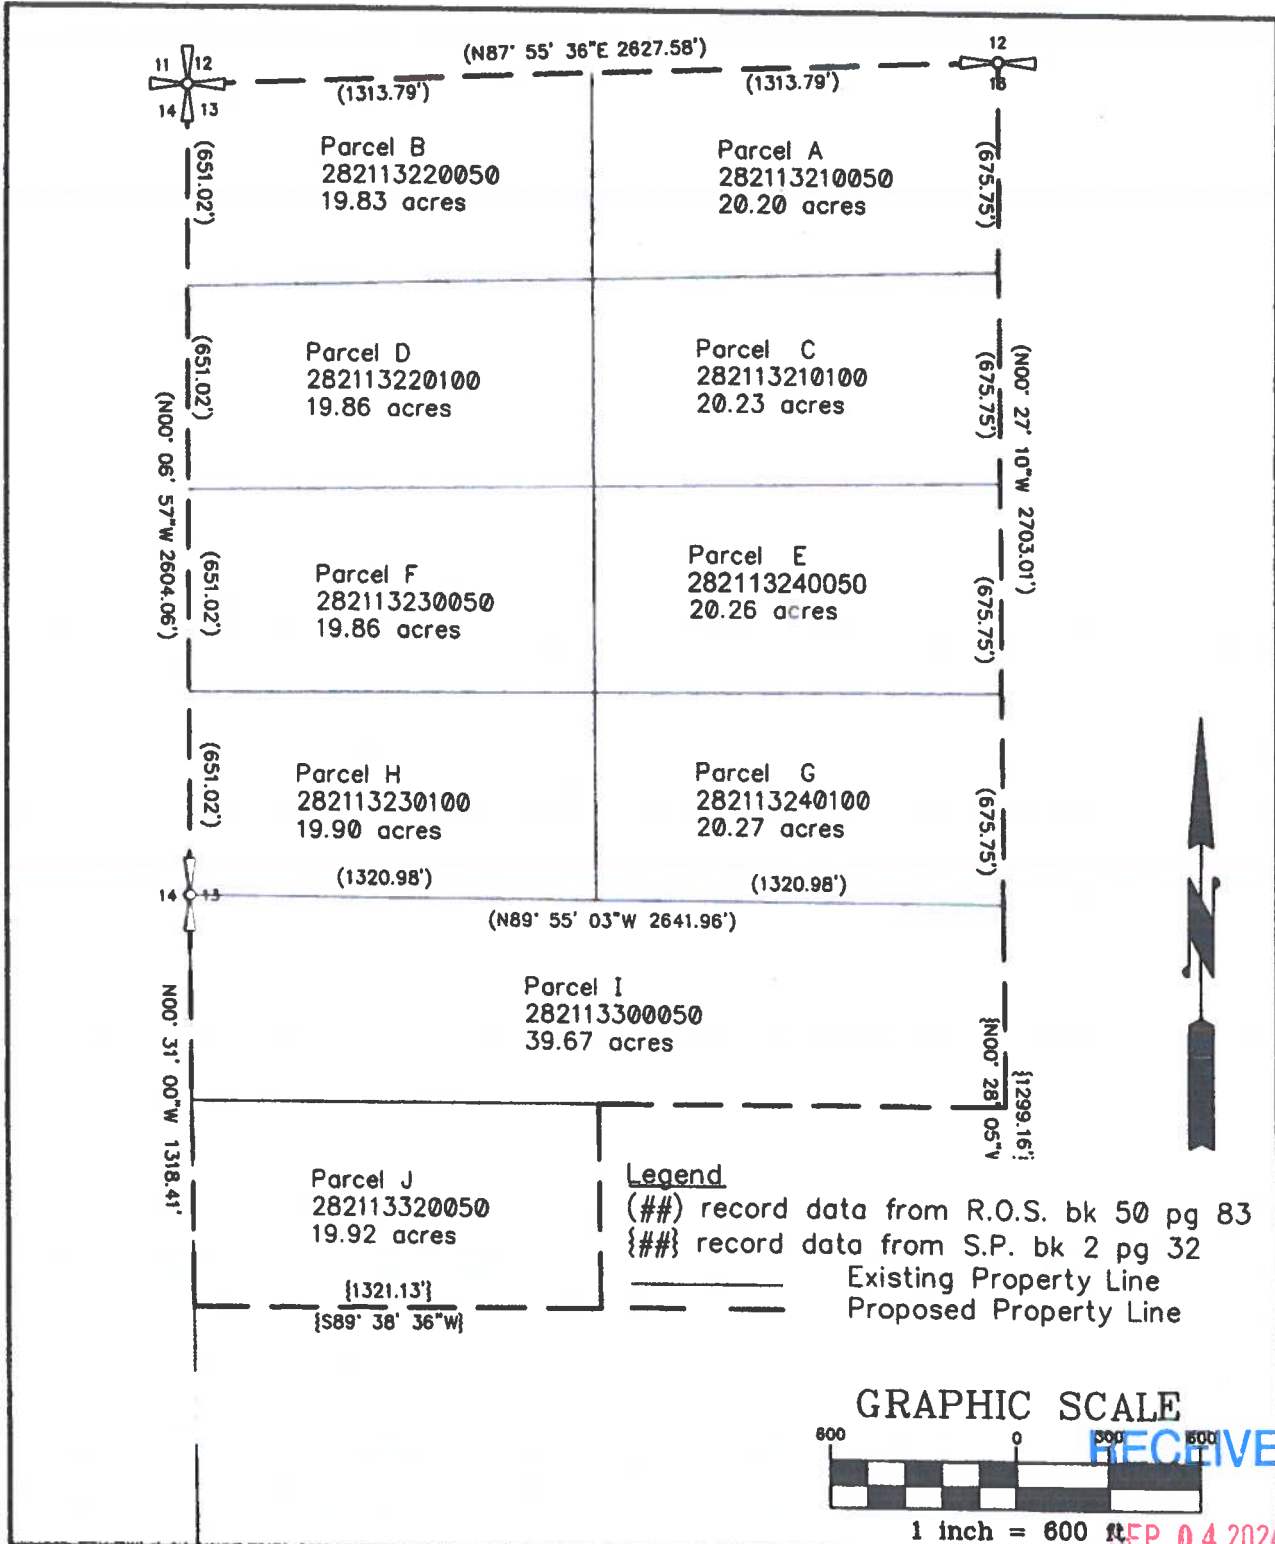 (N87° 55' 36"E 2627.58')
11 12
14 13
12
13
(1313.79')
(1313.79')
Parcel B
282113220050
19.83 acres
Parcel A
282113210050
20.20 acres
(651.02')
(675.75')
Parcel D
282113220100
19.86 acres
Parcel C
282113210100
20.23 acres
(651.02')
(675.75')
(N00° 06' 57"W 2604.06')
(N00° 27' 10"W 2703.01')
Parcel F
282113230050
19.86 acres
Parcel E
282113240050
20.26 acres
(651.02')
(675.75')
Parcel H
282113230100
19.90 acres
Parcel G
282113240100
20.27 acres
(651.02')
(675.75')
(1320.98')
(1320.98')
14 13
(N89° 55' 03"W 2641.96')
Parcel I
282113300050
39.67 acres
N00° 31' 00"W 1318.41'
{N00° 28' 05"V
{1299.16'}
Parcel J
282113320050
19.92 acres
{1321.13'}
{S89° 38' 36"W}
Legend
(##) record data from R.O.S. bk 50 pg 83
{##} record data from S.P. bk 2 pg 32
Existing Property Line
Proposed Property Line
GRAPHIC SCALE
600 0 300 600
RECEIVE
1 inch = 600 ft
SEP 04 2024